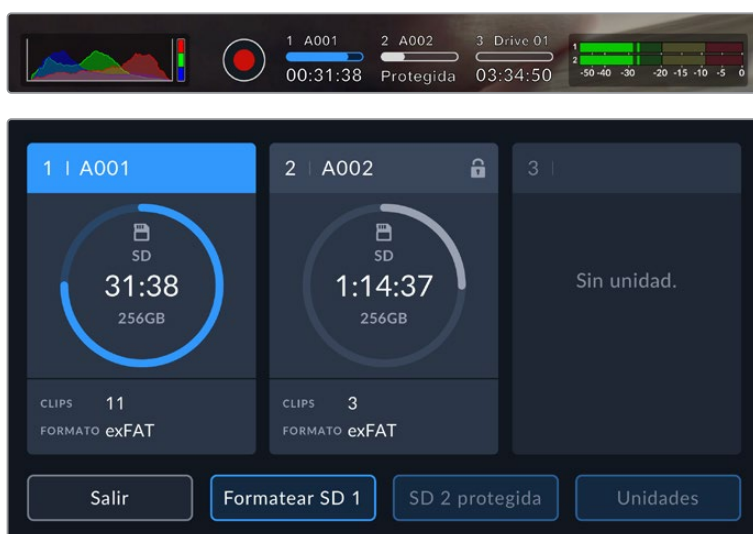 1 A001 2 A002 3 Drive 01
00:31:38 Protegida 03:34:50
1
2
-50 -40 -30 -20 -15 -10 -5 0
1 | A001
SD
31:38
256GB
CLIPS 11
FORMATO exFAT
2 | A002
SD
1:14:37
256GB
CLIPS 3
FORMATO exFAT
3 |
Sin unidad.
Salir Formatear SD 1 SD 2 protegida Unidades